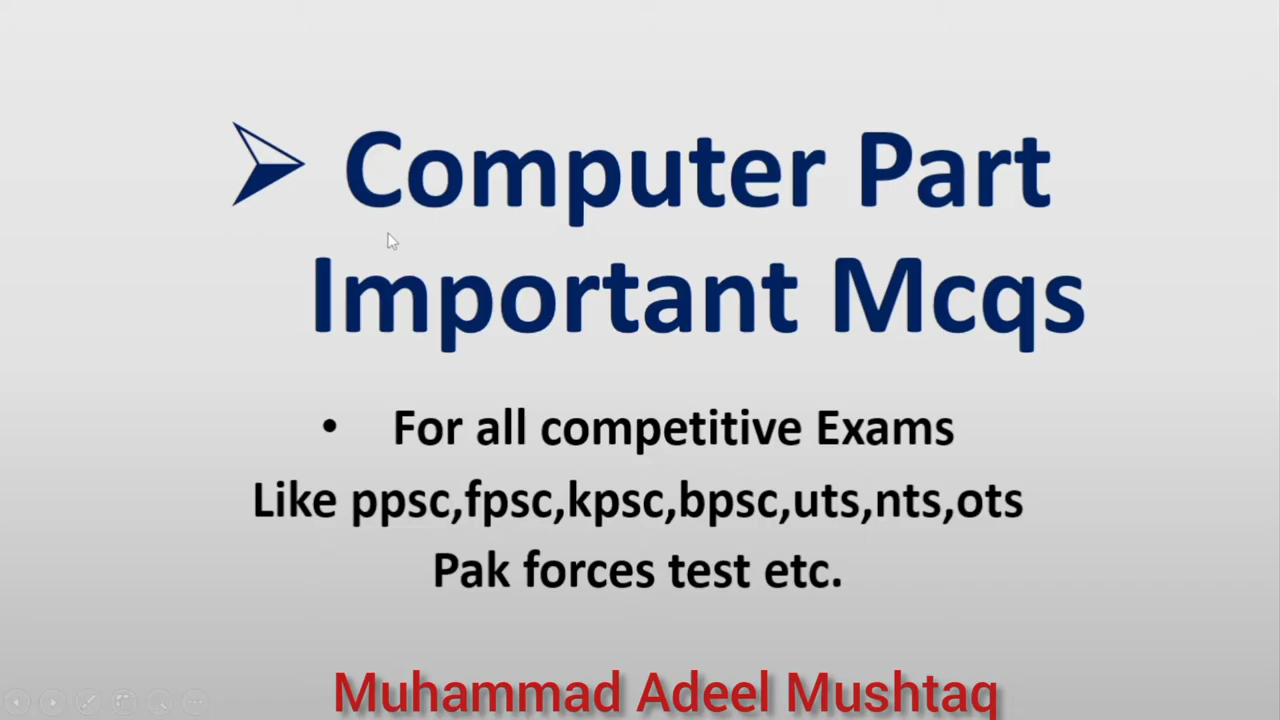 ➢ Computer Part
Important Mcqs
• For all competitive Exams
Like ppsc,fpsc,kpsc,bpsc,uts,nts,ots
Pak forces test etc.
Muhammad Adeel Mushtaq